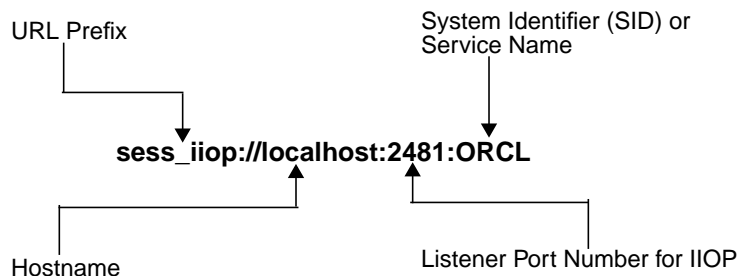 URL Prefix
System Identifier (SID) or
Service Name
sess_iiop://localhost:2481:ORCL
Hostname
Listener Port Number for IIOP